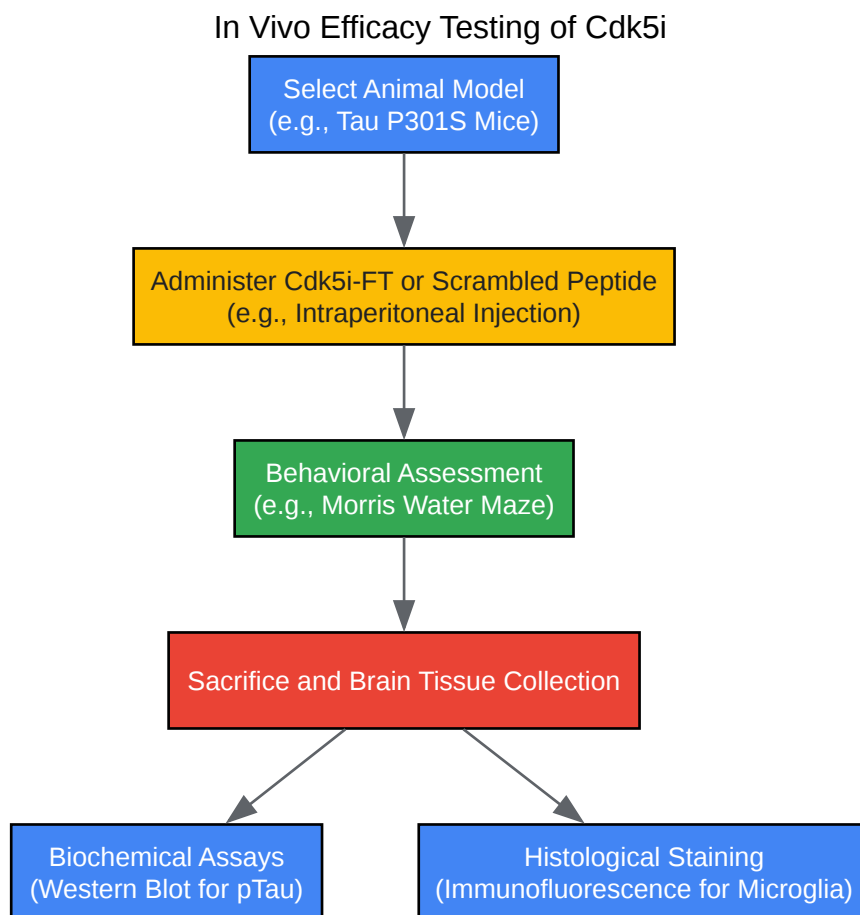 In Vivo Efficacy Testing of Cdk5i
Select Animal Model
(e.g., Tau P301S Mice)
Administer Cdk5i-FT or Scrambled Peptide
(e.g., Intraperitoneal Injection)
Behavioral Assessment
(e.g., Morris Water Maze)
Sacrifice and Brain Tissue Collection
Biochemical Assays
(Western Blot for pTau)
Histological Staining
(Immunofluorescence for Microglia)